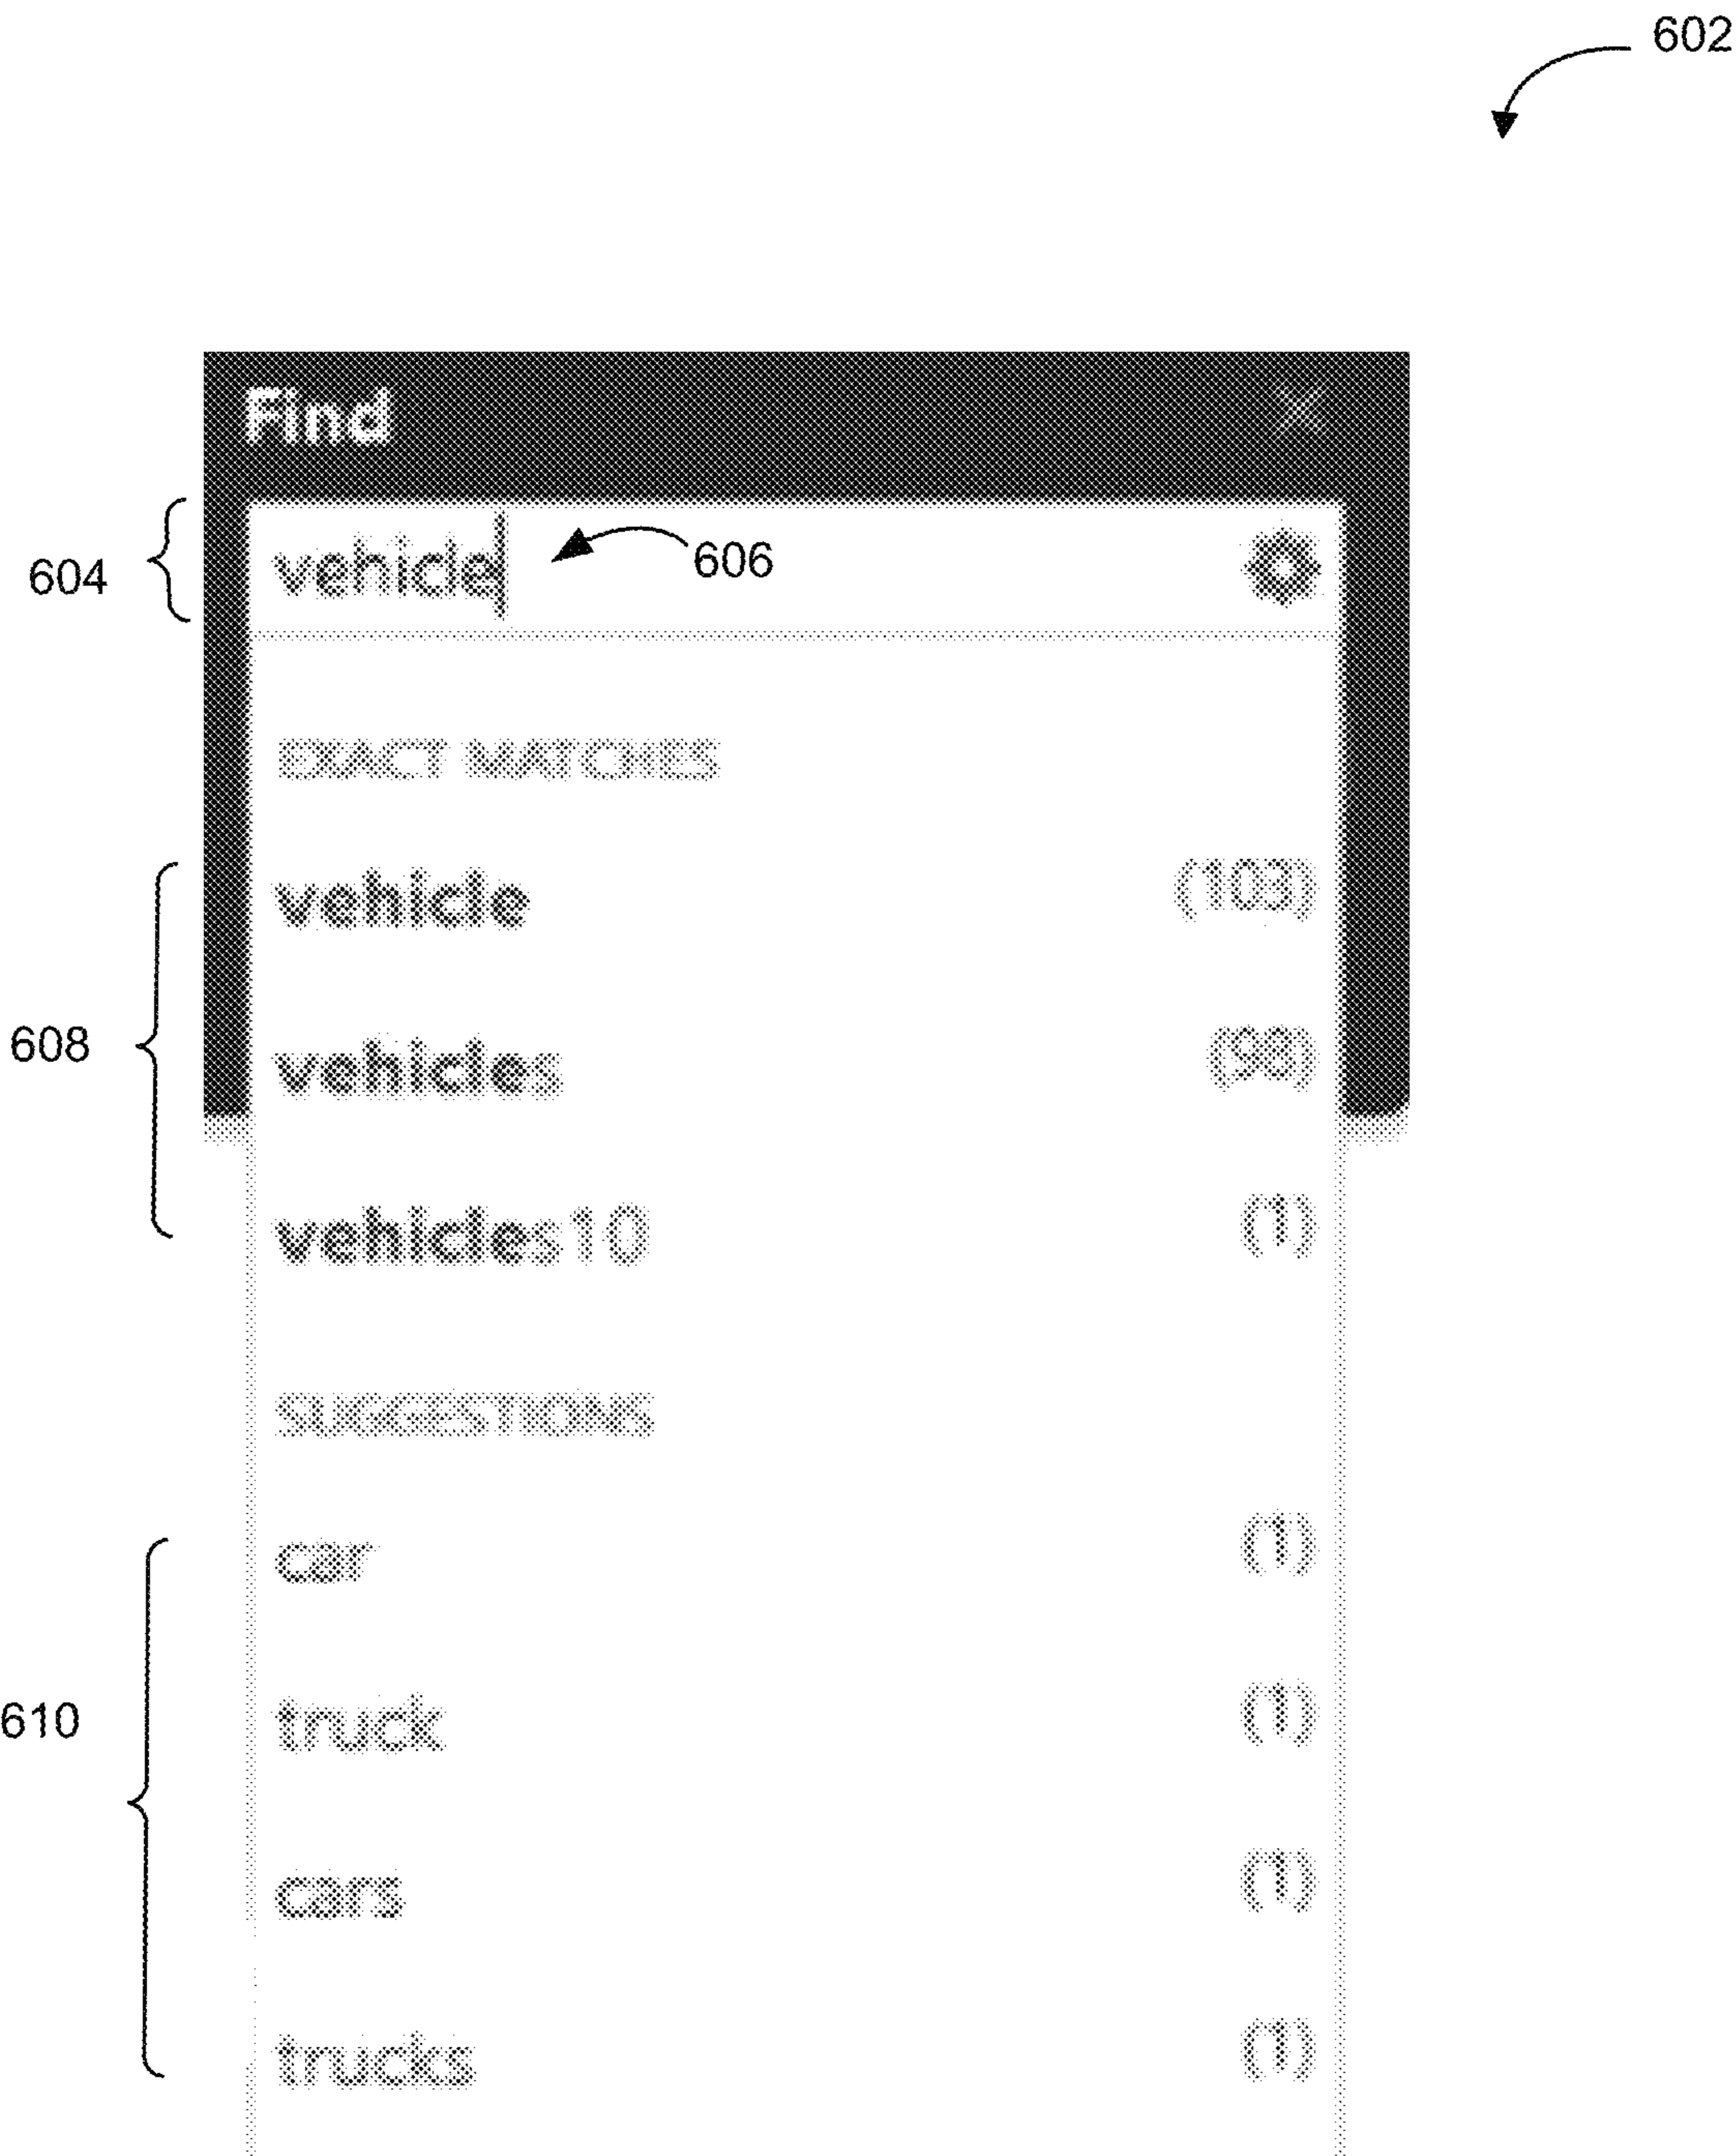 602
Find
604
vehicle
606
EXACT MATCHES
vehicle (103)
608
vehicles (98)
vehicles10 (1)
SUGGESTIONS
car (1)
610
truck (1)
cars (1)
trucks (1)